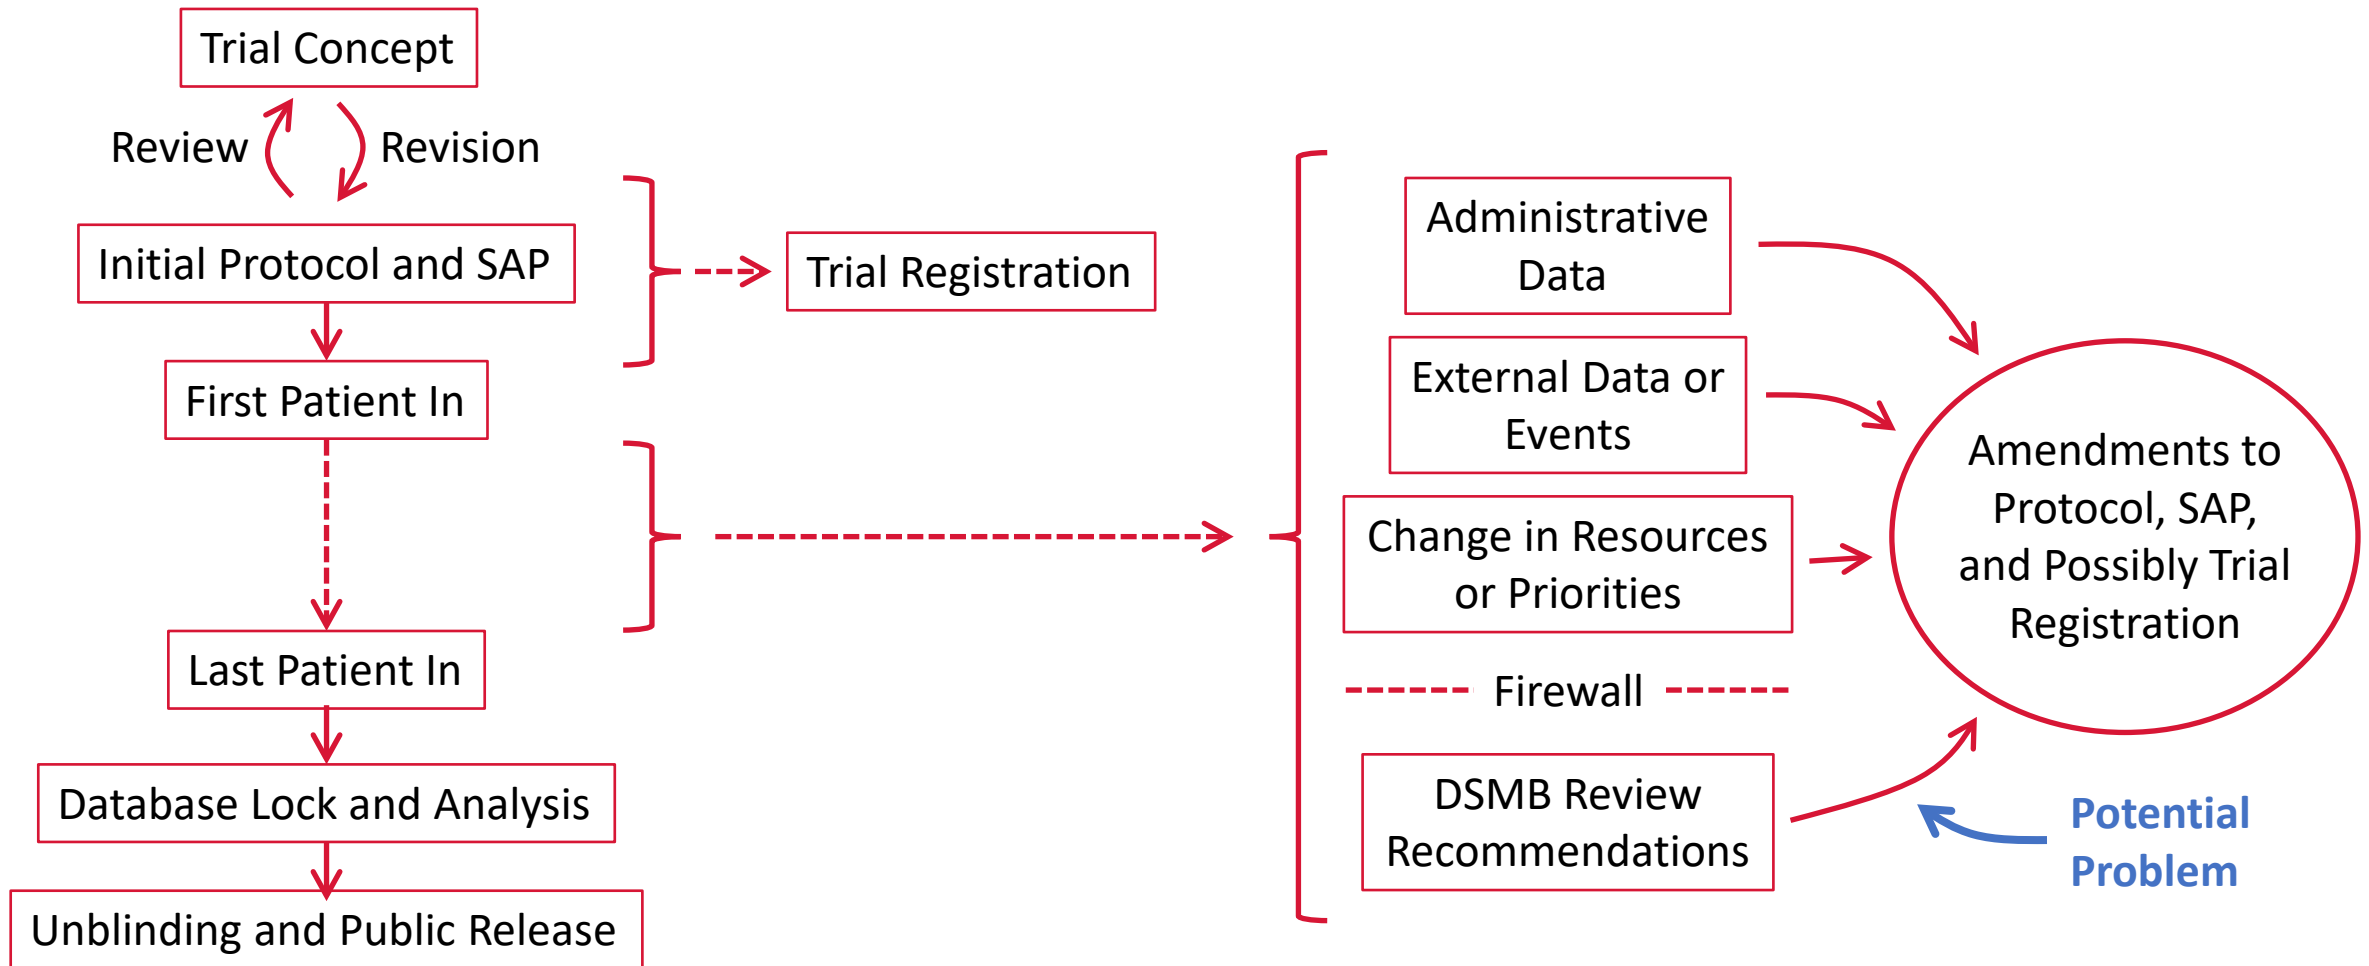 Trial Concept
Review
Revision
Initial Protocol and SAP
First Patient In
Last Patient In
Database Lock and Analysis
Unblinding and Public Release
Trial Registration
Administrative
Data
External Data or
Events
Change in Resources
or Priorities
Firewall
DSMB Review
Recommendations
Amendments to
Protocol, SAP,
and Possibly Trial
Registration
Potential
Problem